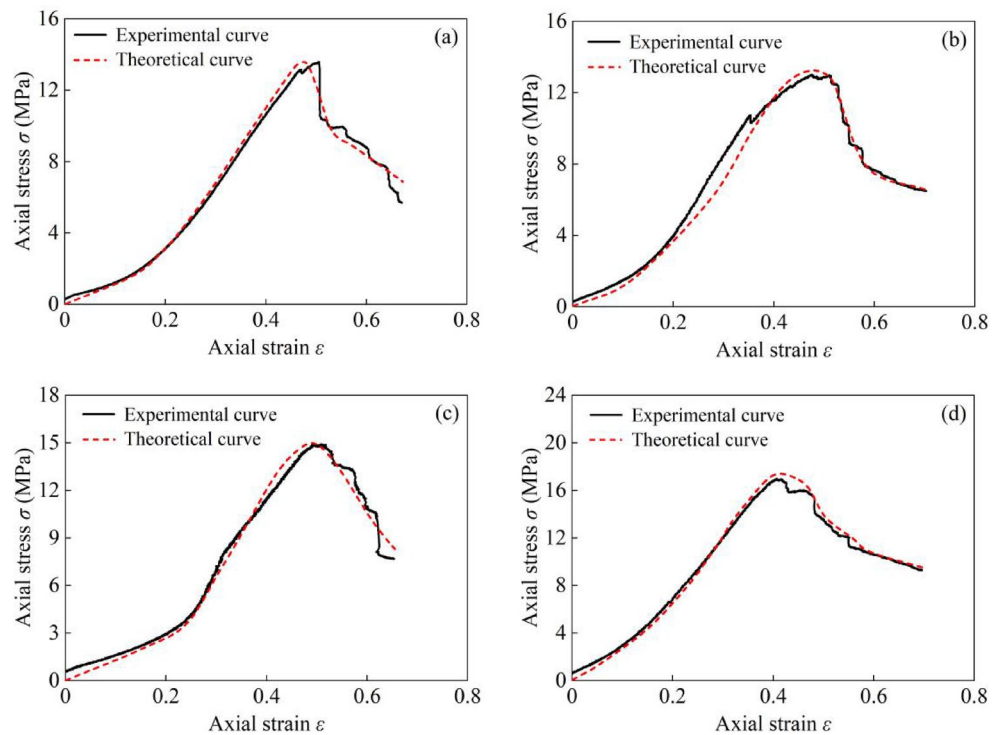 16
12
8
4
0
Axial stress σ (MPa)
Experimental curve
Theoretical curve
(a)
0
0.2
0.4
0.6
0.8
Axial strain ε
16
12
8
4
0
Axial stress σ (MPa)
Experimental curve
Theoretical curve
(b)
0
0.2
0.4
0.6
0.8
Axial strain ε
18
15
12
9
6
3
0
Axial stress σ (MPa)
Experimental curve
Theoretical curve
(c)
0
0.2
0.4
0.6
0.8
Axial strain ε
24
20
16
12
8
4
0
Axial stress σ (MPa)
Experimental curve
Theoretical curve
(d)
0
0.2
0.4
0.6
0.8
Axial strain ε